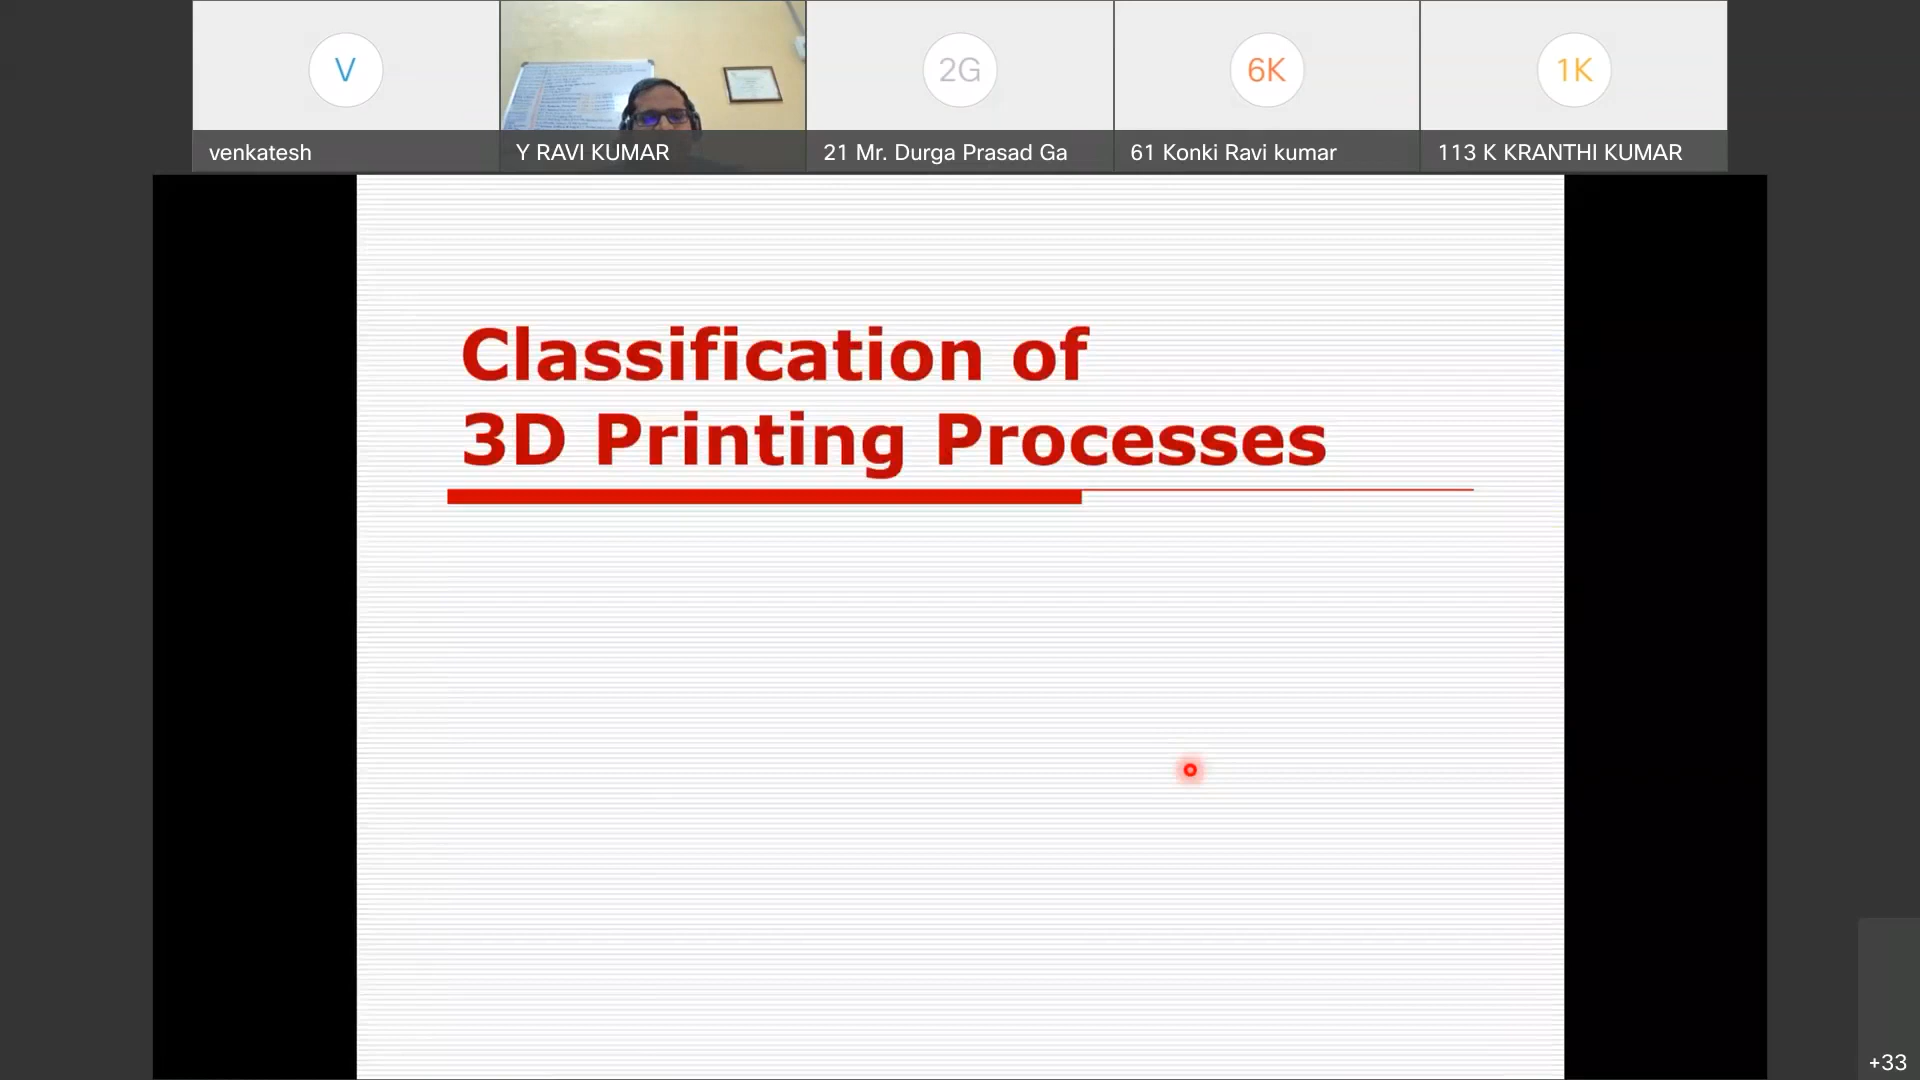 V
2G
6K
1K
venkatesh
Y RAVI KUMAR
21 Mr. Durga Prasad Ga
61 Konki Ravi kumar
113 K KRANTHI KUMAR
Classification of
3D Printing Processes
+33